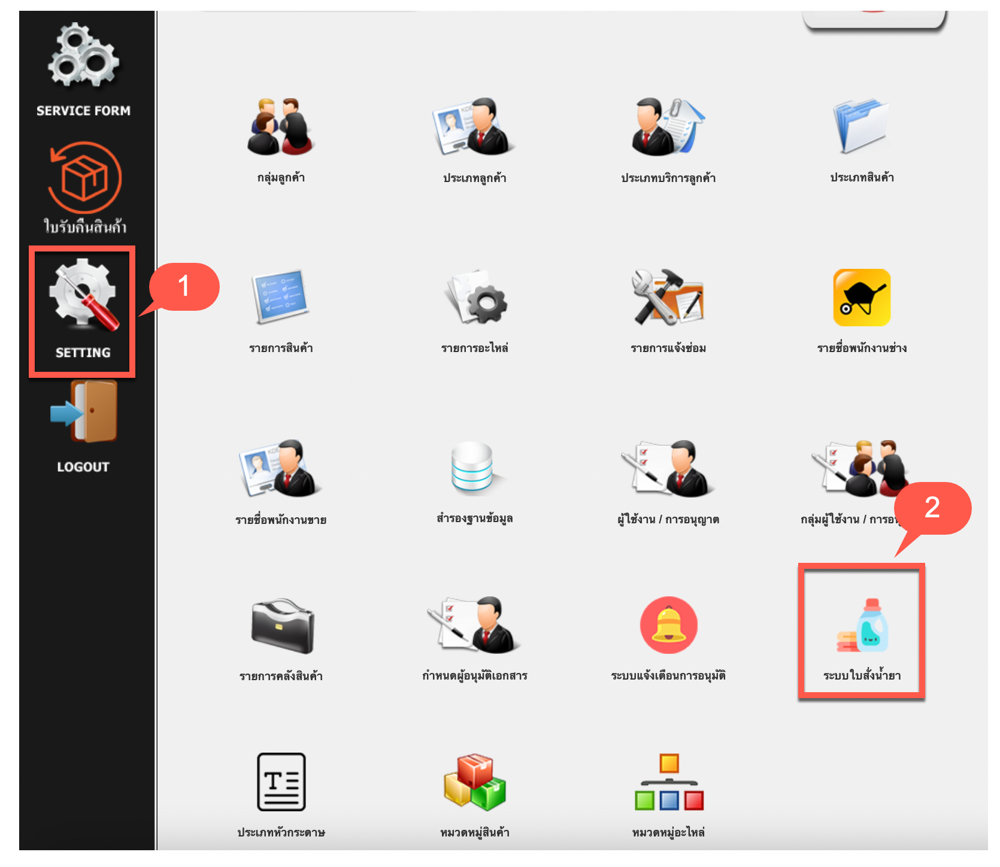 SERVICE FORM
ใบรับคืนสินค้า
1
SETTING
LOGOUT
กลุ่มลูกค้า
ประเภทลูกค้า
ประเภทบริการลูกค้า
ประเภทสินค้า
รายการสินค้า
รายการอะไหล่
รายการแจ้งซ่อม
รายชื่อพนักงานช่าง
รายชื่อพนักงานขาย
สำรองฐานข้อมูล
ผู้ใช้งาน / การอนุญาต
กลุ่มผู้ใช้งาน /
2
รายการคลังสินค้า
กำหนดผู้อนุมัติเอกสาร
ระบบแจ้งเตือนการอนุมัติ
ระบบใบสั่งน้ำยา
ประเภทหัวกระดาษ
หมวดหมู่สินค้า
หมวดหมู่อะไหล่